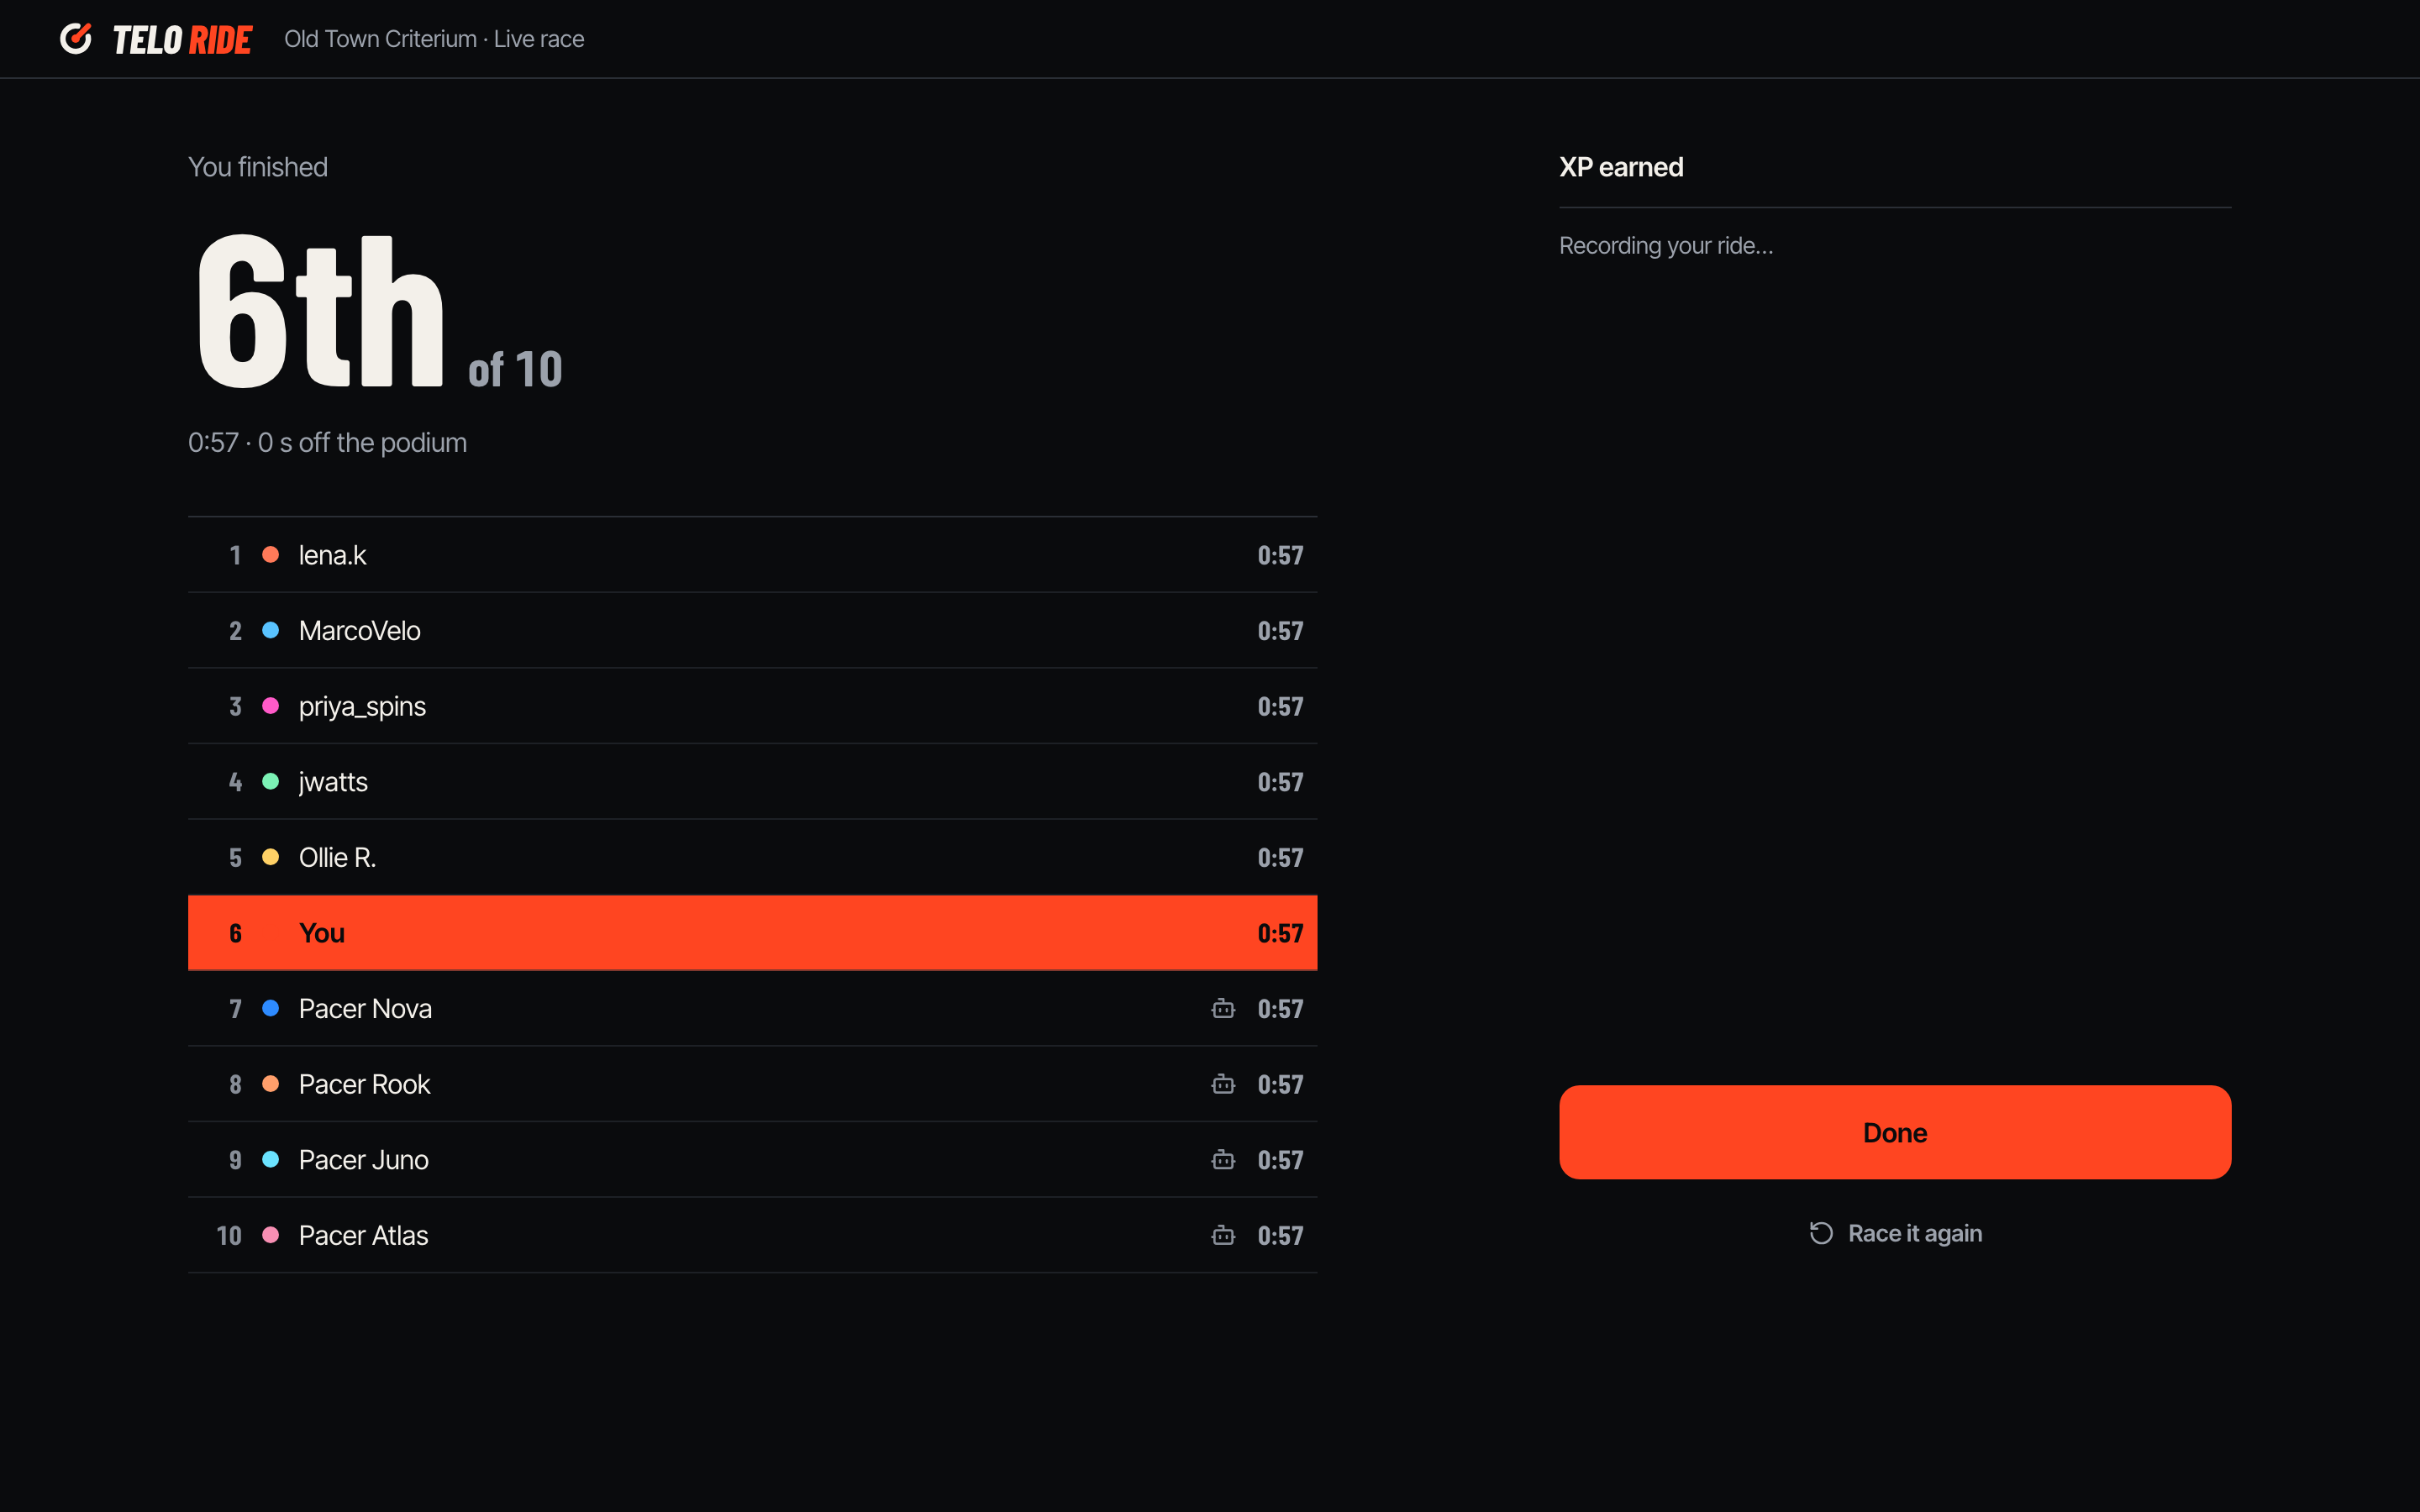 TELO RIDE Old Town Criterium · Live race
You finished
6th of 10
0:57 · 0 s off the podium
1 lena.k 0:57
2 MarcoVelo 0:57
3 priya_spins 0:57
4 jwatts 0:57
5 Ollie R. 0:57
6 You 0:57
7 Pacer Nova 0:57
8 Pacer Rook 0:57
9 Pacer Juno 0:57
10 Pacer Atlas 0:57
XP earned
Recording your ride...
Done
Race it again